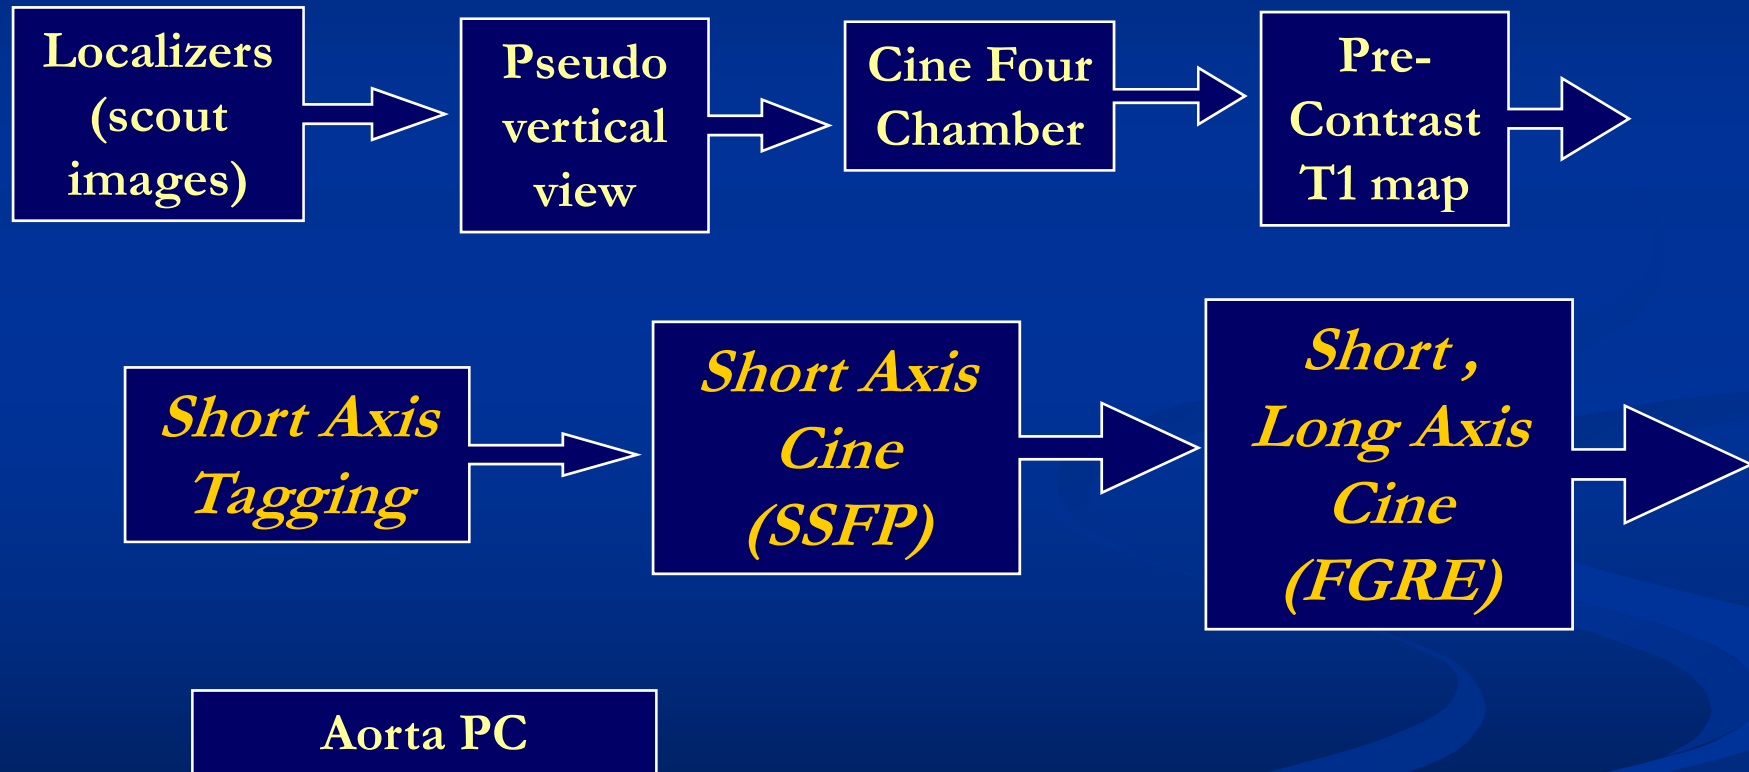 Localizers
(scout
images)
Pseudo
vertical
view
Cine Four
Chamber
Pre-
Contrast
T1 map
Short Axis
Tagging
Short Axis
Cine
(SSFP)
Short ,
Long Axis
Cine
(FGRE)
Aorta PC